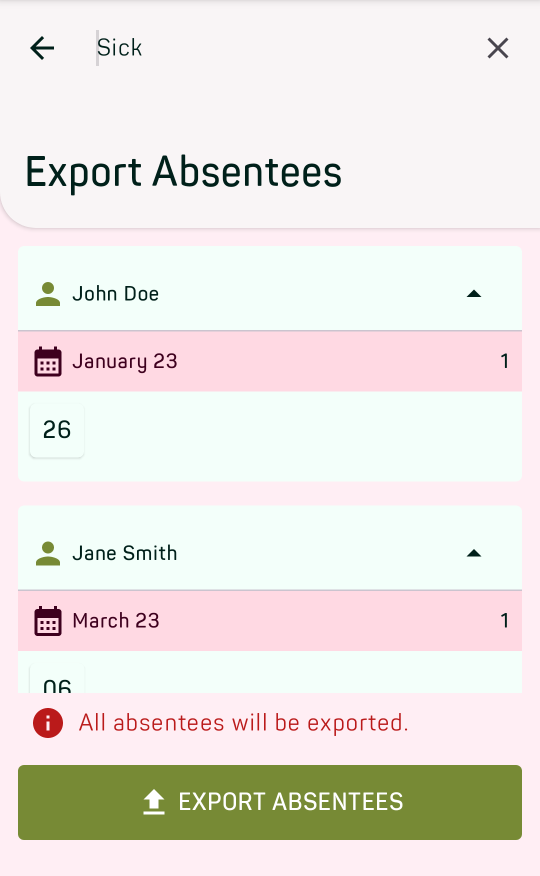 Sick
Export Absentees
John Doe
January 23 1
26
Jane Smith
March 23 1
06
All absentees will be exported.
EXPORT ABSENTEES